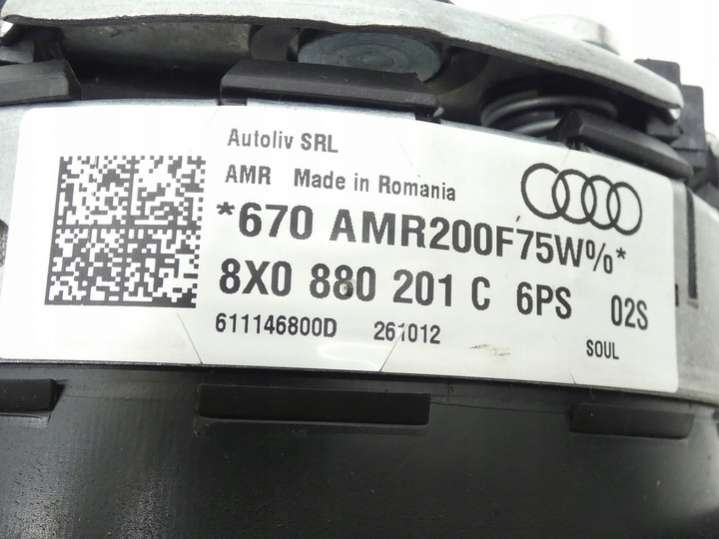 Autoliv SRL
AMR Made in Romania
*670 AMR200F75W%*
8X0 880 201 C 6PS 02S
611146800D 261012
SOUL